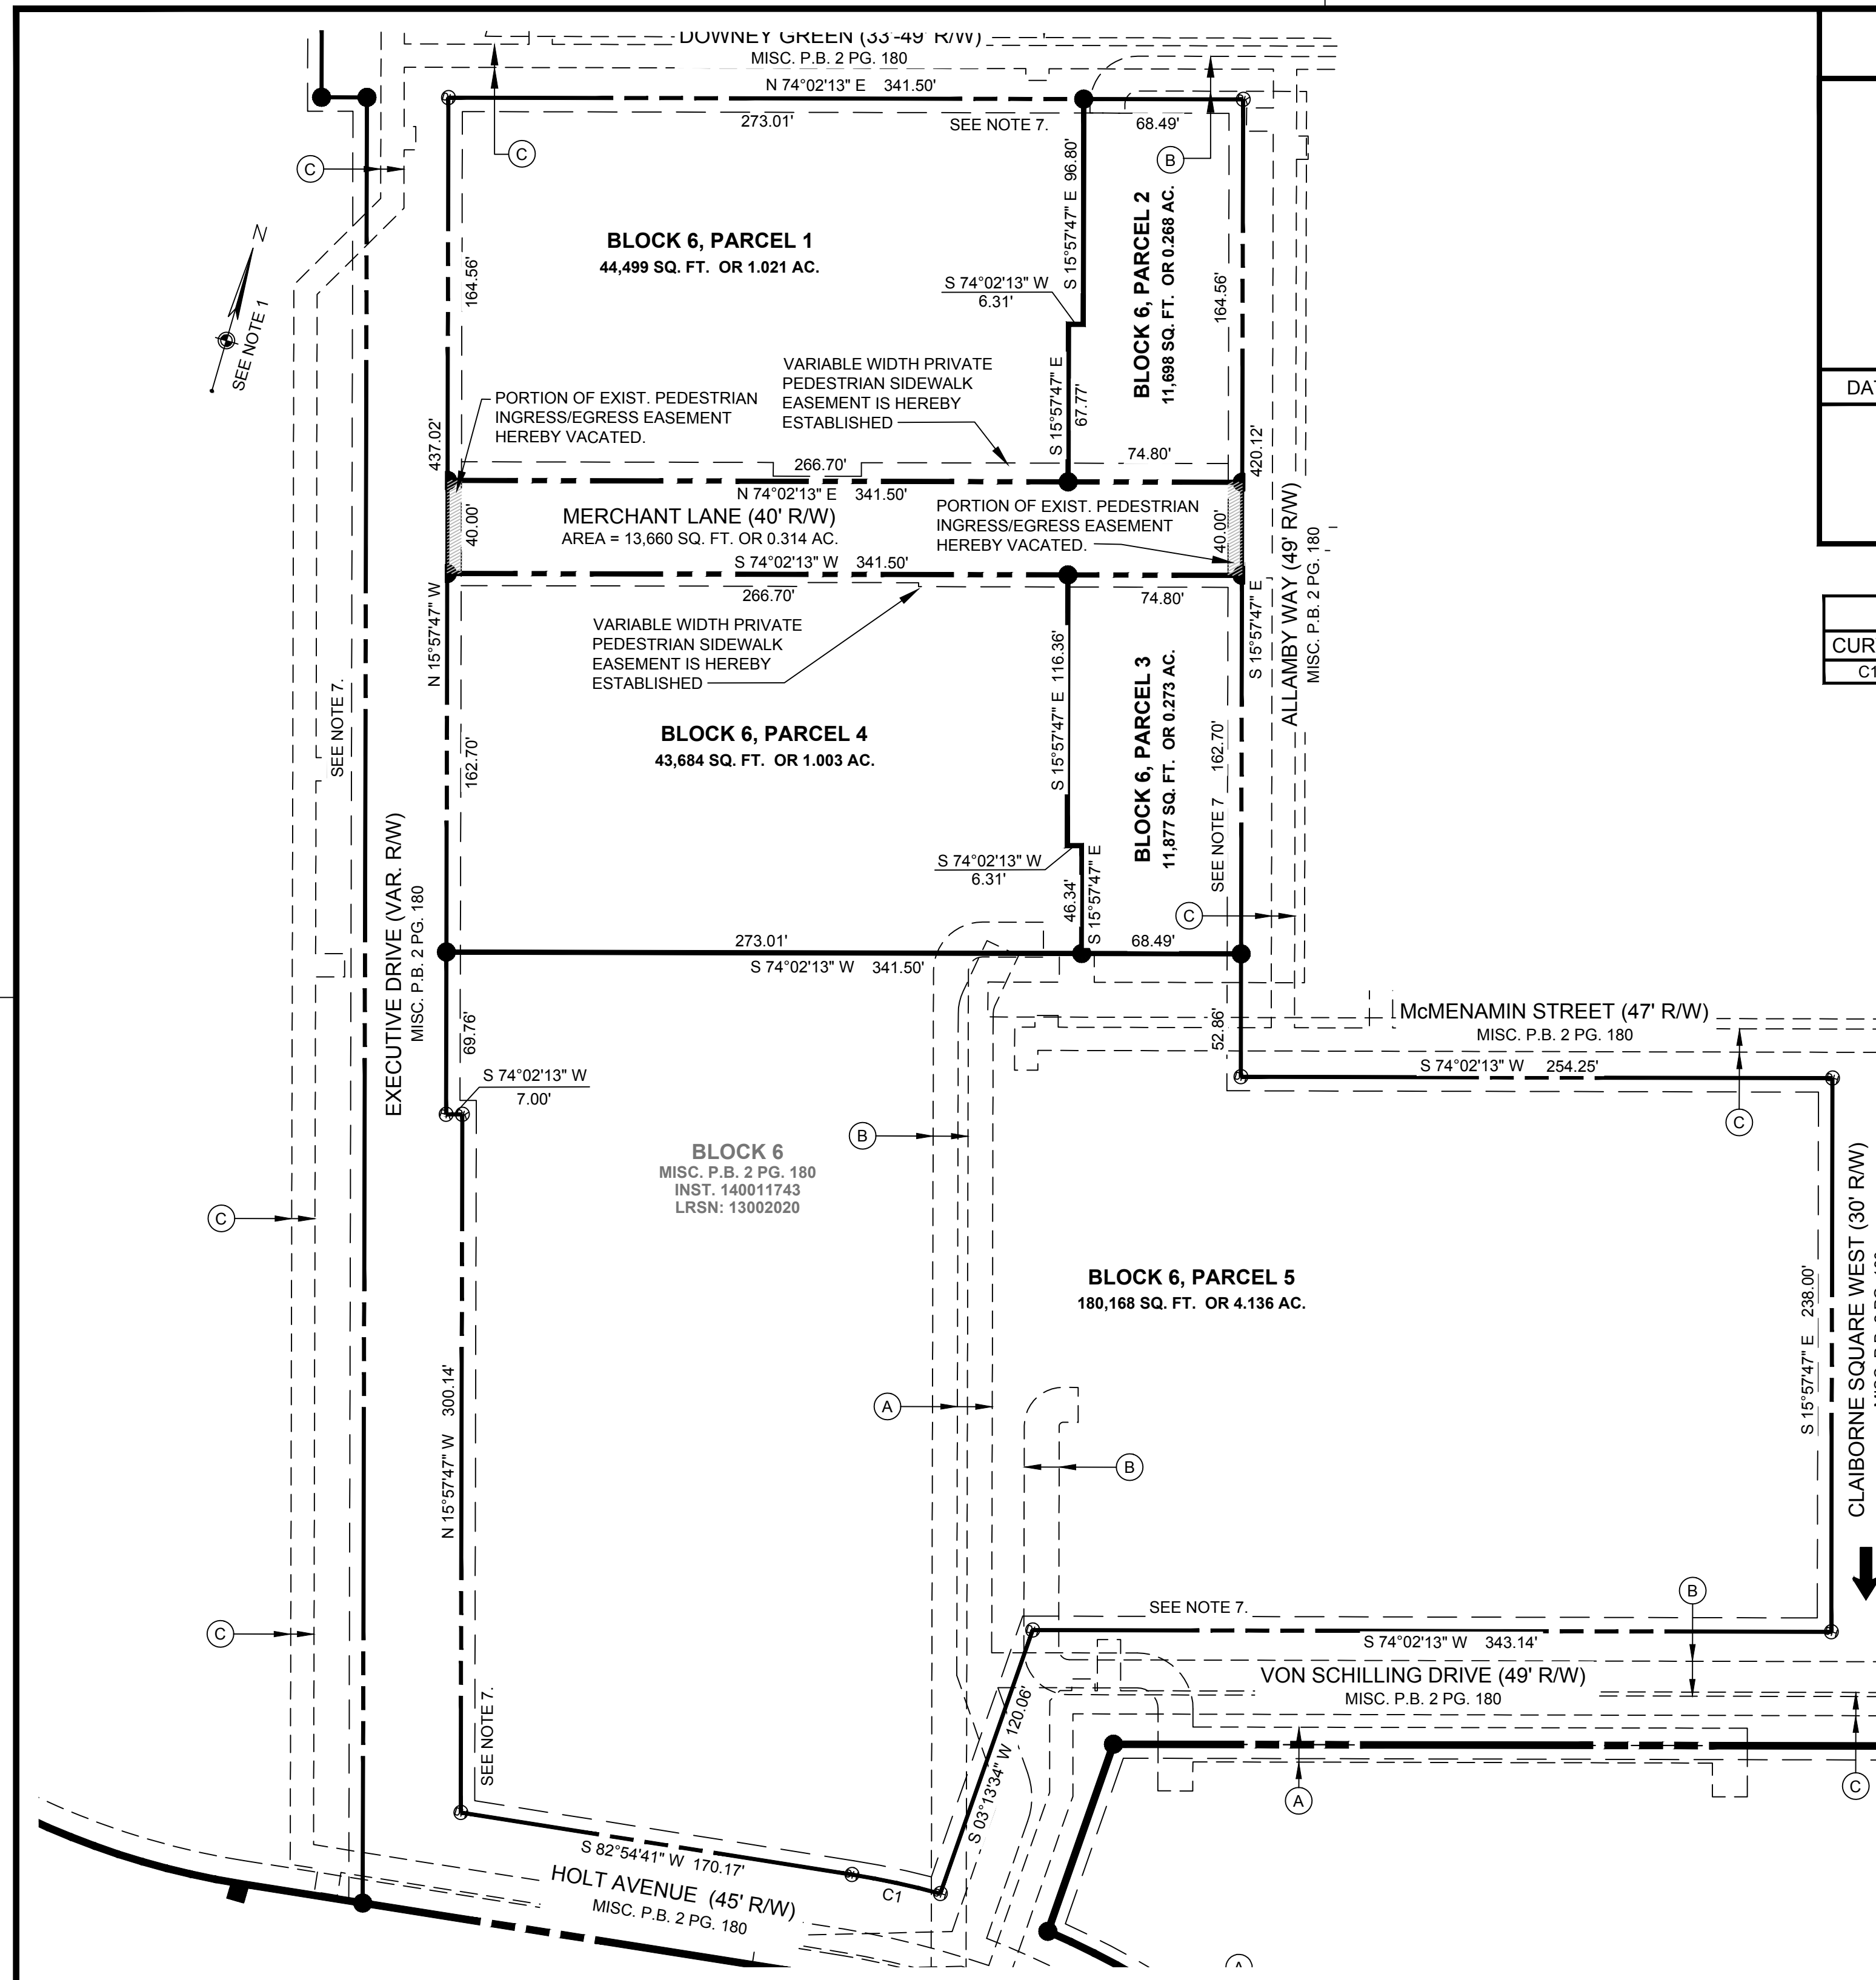 DOWNEY GREEN (33'-49' R/W)
MISC. P.B. 2 PG. 180
N 74°02'13" E 341.50'
273.01'
SEE NOTE 7.
68.49'
C
C
B
S 15°57'47" E 96.80'
BLOCK 6, PARCEL 1
44,499 SQ. FT. OR 1.021 AC.
BLOCK 6, PARCEL 2
11,698 SQ. FT. OR 0.268 AC.
N
SEE NOTE 1
164.56'
S 74°02'13" W
6.31'
164.56'
VARIABLE WIDTH PRIVATE
PEDESTRIAN SIDEWALK
EASEMENT IS HEREBY
ESTABLISHED
S 15°57'47" E
67.77'
PORTION OF EXIST. PEDESTRIAN
INGRESS/EGRESS EASEMENT
HEREBY VACATED.
437.02'
420.12'
266.70'
74.80'
N 74°02'13" E 341.50'
MERCHANT LANE (40' R/W)
AREA = 13,660 SQ. FT. OR 0.314 AC.
40.00'
PORTION OF EXIST. PEDESTRIAN
INGRESS/EGRESS EASEMENT
HEREBY VACATED.
40.00'
S 74°02'13" W 341.50'
266.70'
74.80'
ALLAMBY WAY (49' R/W)
MISC. P.B. 2 PG. 180
N 15°57'47" W
S 15°57'47" E
VARIABLE WIDTH PRIVATE
PEDESTRIAN SIDEWALK
EASEMENT IS HEREBY
ESTABLISHED
SEE NOTE 7.
S 15°57'47" E 116.36'
BLOCK 6, PARCEL 4
43,684 SQ. FT. OR 1.003 AC.
BLOCK 6, PARCEL 3
11,877 SQ. FT. OR 0.273 AC.
162.70'
SEE NOTE 7 162.70'
EXECUTIVE DRIVE (VAR. R/W)
MISC. P.B. 2 PG. 180
S 74°02'13" W
6.31'
46.34'
S 15°57'47" E
C
273.01'
68.49'
S 74°02'13" W 341.50'
69.76'
52.86'
McMENAMIN STREET (47' R/W)
MISC. P.B. 2 PG. 180
S 74°02'13" W 254.25'
S 74°02'13" W
7.00'
C
B
BLOCK 6
MISC. P.B. 2 PG. 180
INST. 140011743
LRSN: 13002020
C
BLOCK 6, PARCEL 5
180,168 SQ. FT. OR 4.136 AC.
S 15°57'47" E 238.00'
CLAIBORNE SQUARE WEST (30' R/W)
N 15°57'47" W 300.14'
A
B
B
C
SEE NOTE 7.
S 74°02'13" W 343.14'
VON SCHILLING DRIVE (49' R/W)
MISC. P.B. 2 PG. 180
S 03°13'34" W 120.06'
SEE NOTE 7.
A
C
S 82°54'41" W 170.17'
C1
HOLT AVENUE (45' R/W)
MISC. P.B. 2 PG. 180
A
DAT
CUR
C1